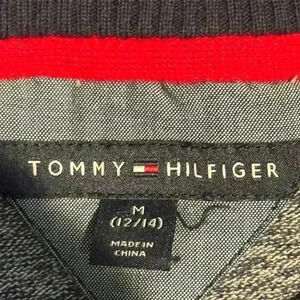 TOMMY HILFIGER
M
(12/14)
MADE IN
CHINA